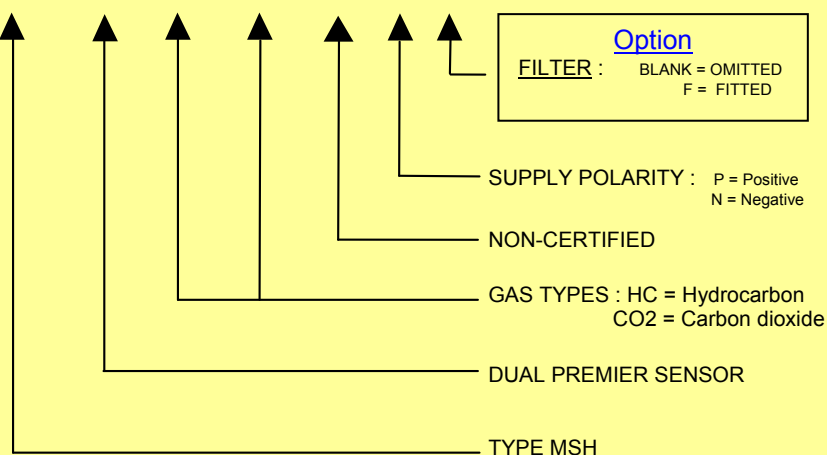 Option
FILTER : BLANK = OMITTED
F = FITTED
SUPPLY POLARITY : P = Positive
N = Negative
NON-CERTIFIED
GAS TYPES : HC = Hydrocarbon
CO2 = Carbon dioxide
DUAL PREMIER SENSOR
TYPE MSH